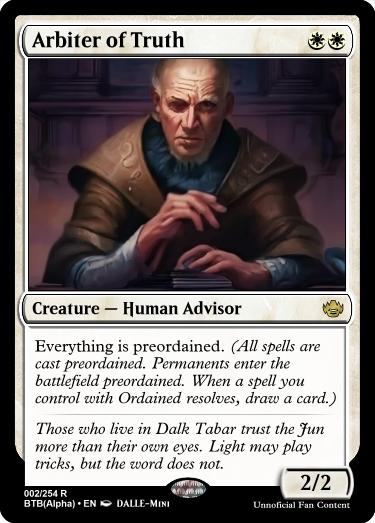 Arbiter of Truth
Creature — Human Advisor
Everything is preordained. (All spells are
cast preordained. Permanents enter the
battlefield preordained. When a spell you
control with Ordained resolves, draw a card.)
Those who live in Dalk Tabar trust the Jun
more than their own eyes. Light may play
tricks, but the word does not.
2/2
002/254 R
BTB(Alpha) • EN DALLE-Mini
Unofficial Fan Content